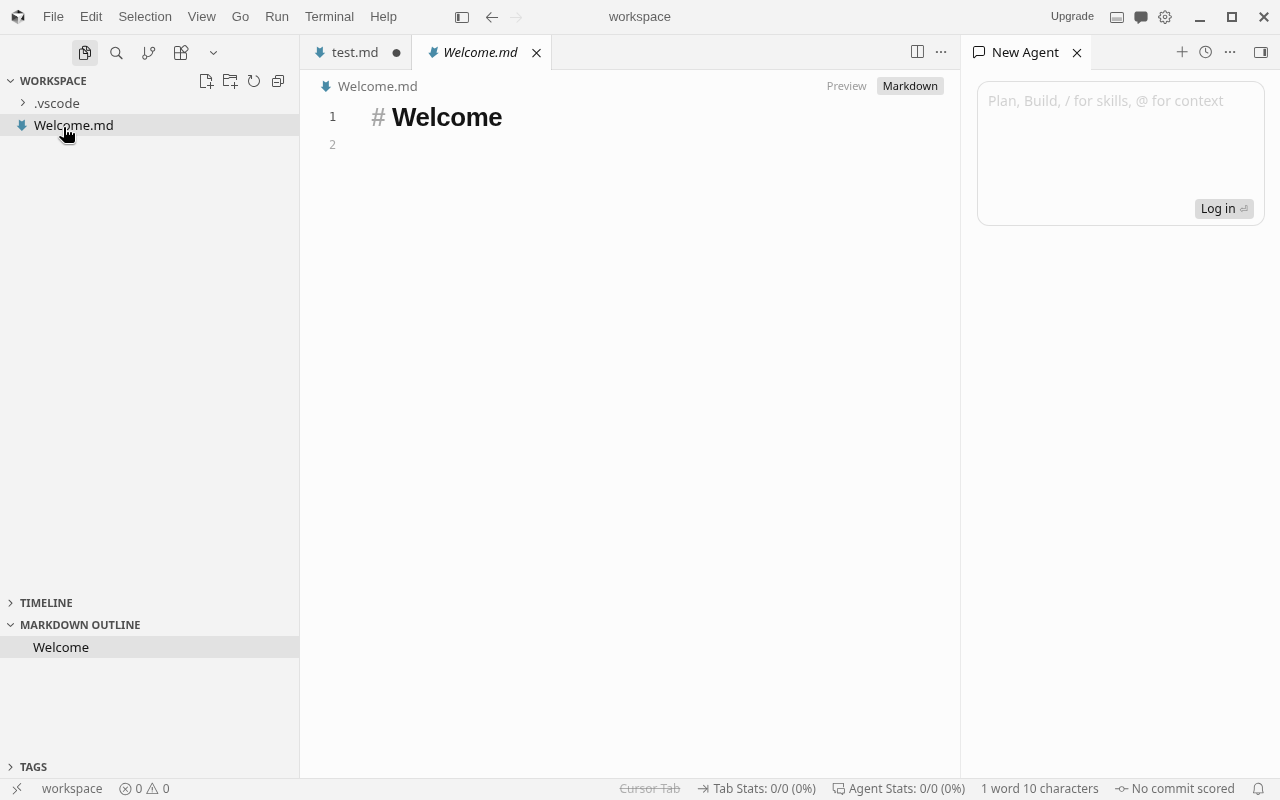 File Edit Selection View Go Run Terminal Help
workspace
Upgrade
WORKSPACE
.vscode
Welcome.md
TIMELINE
MARKDOWN OUTLINE
Welcome
TAGS
test.md
Welcome.md
Welcome.md
Preview Markdown
1 # Welcome
2
New Agent
Plan, Build, / for skills, @ for context
Log in ⏎
workspace 0 0 Cursor Tab Tab Stats: 0/0 (0%) Agent Stats: 0/0 (0%) 1 word 10 characters No commit scored